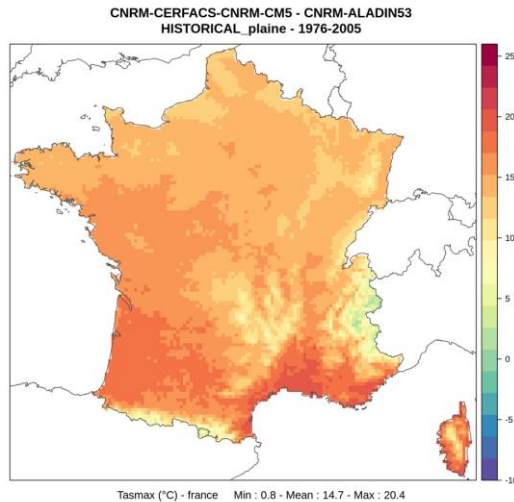 CNRM-CERFACS-CNRM-CM5 - CNRM-ALADIN53
HISTORICAL_plaine - 1976-2005
25
20
15
10
5
0
-5
-10
Tasmax (°C) - france Min : 0.8 - Mean : 14.7 - Max : 20.4